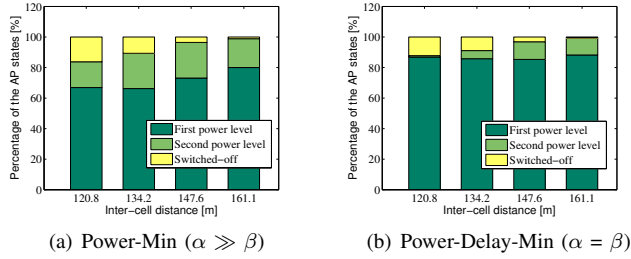 120
100
80
60
40
20
0
Percentage of the AP states [%]
First power level
Second power level
Switched−off
120.8 134.2 147.6 161.1
Inter-cell distance [m]
(a) Power-Min (α ≫ β)
120
100
80
60
40
20
0
Percentage of the AP states [%]
First power level
Second power level
Switched−off
120.8 134.2 147.6 161.1
Inter-cell distance [m]
(b) Power-Delay-Min (α = β)